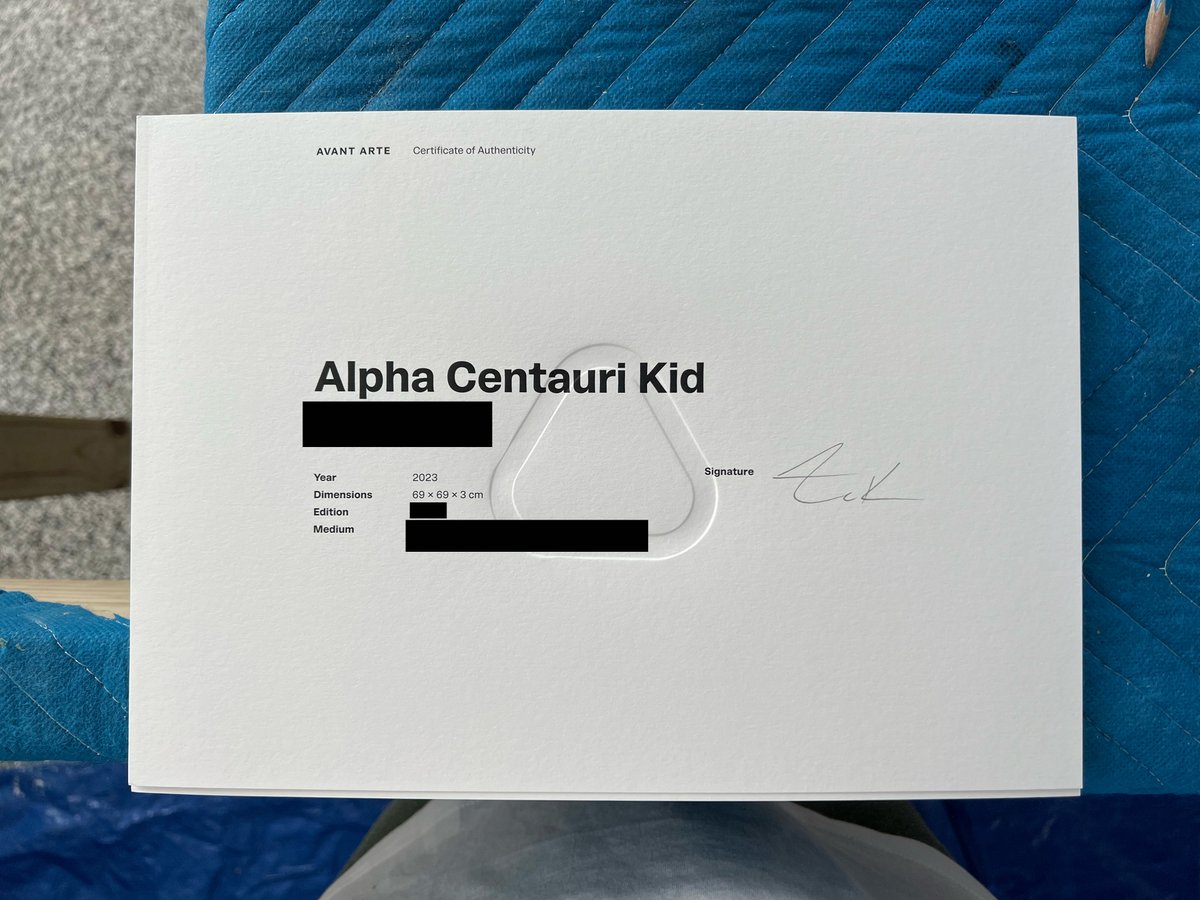 AVANT ARTE Certificate of Authenticity
Alpha Centauri Kid
Year 2023
Dimensions 69 × 69 × 3 cm
Edition
Medium
Signature